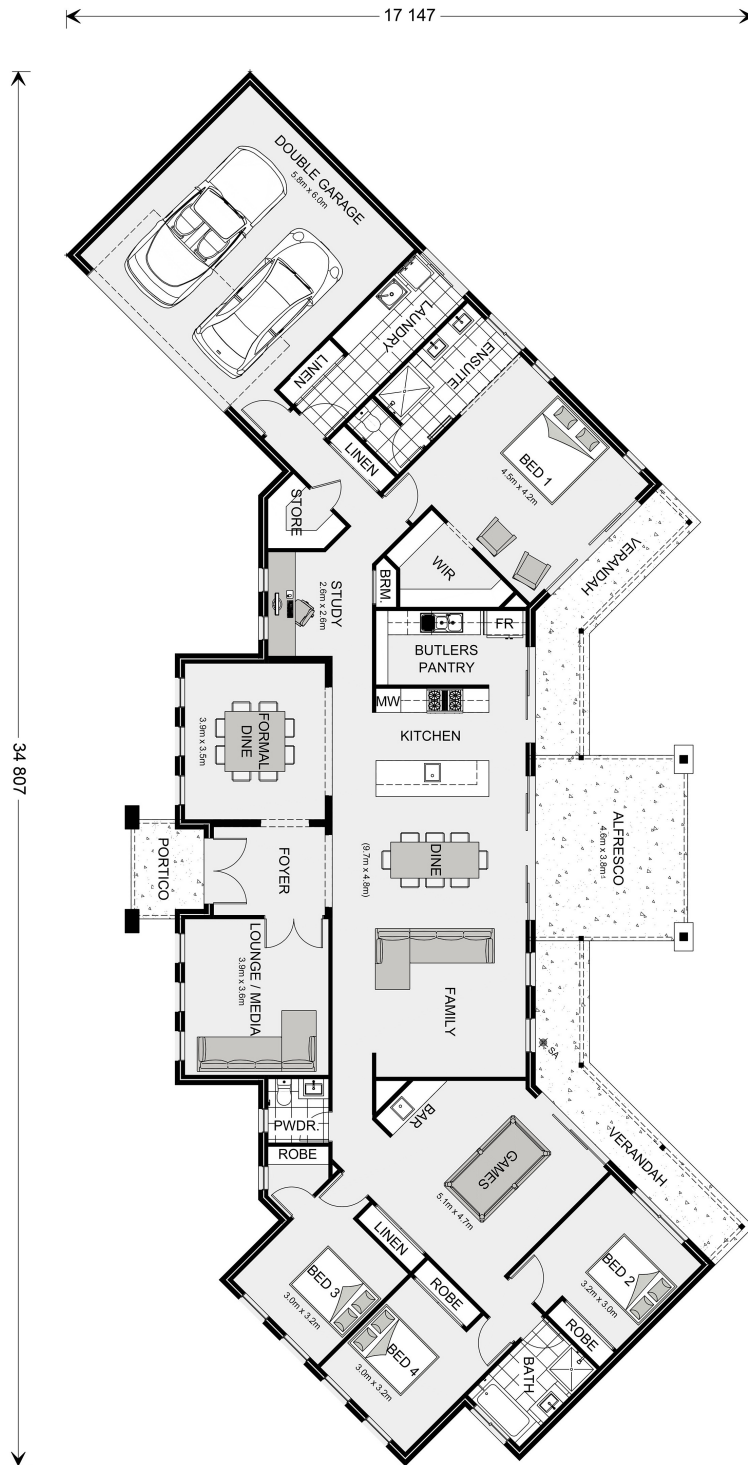 17 147
34 807
DOUBLE GARAGE
5.8m x 6.0m
LAUNDRY
LINEN
ENSUITE
LINEN
BED 1
4.5m x 4.2m
STORE
VERANDAH
WIR
BRM.
STUDY
2.6m x 2.6m
FR
BUTLERS
PANTRY
MW
KITCHEN
FORMAL
DINE
3.9m x 3.5m
ALFRESCO
4.6m x 3.8m
DINE
(9.7m x 4.8m)
PORTICO
FOYER
LOUNGE / MEDIA
3.9m x 3.6m
FAMILY
SA
BAR
PWDR.
VERANDAH
ROBE
GAMES
5.1m x 4.7m
LINEN
BED 2
3.2m x 3.0m
BED 3
3.0m x 3.2m
ROBE
ROBE
BED 4
3.0m x 3.2m
BATH